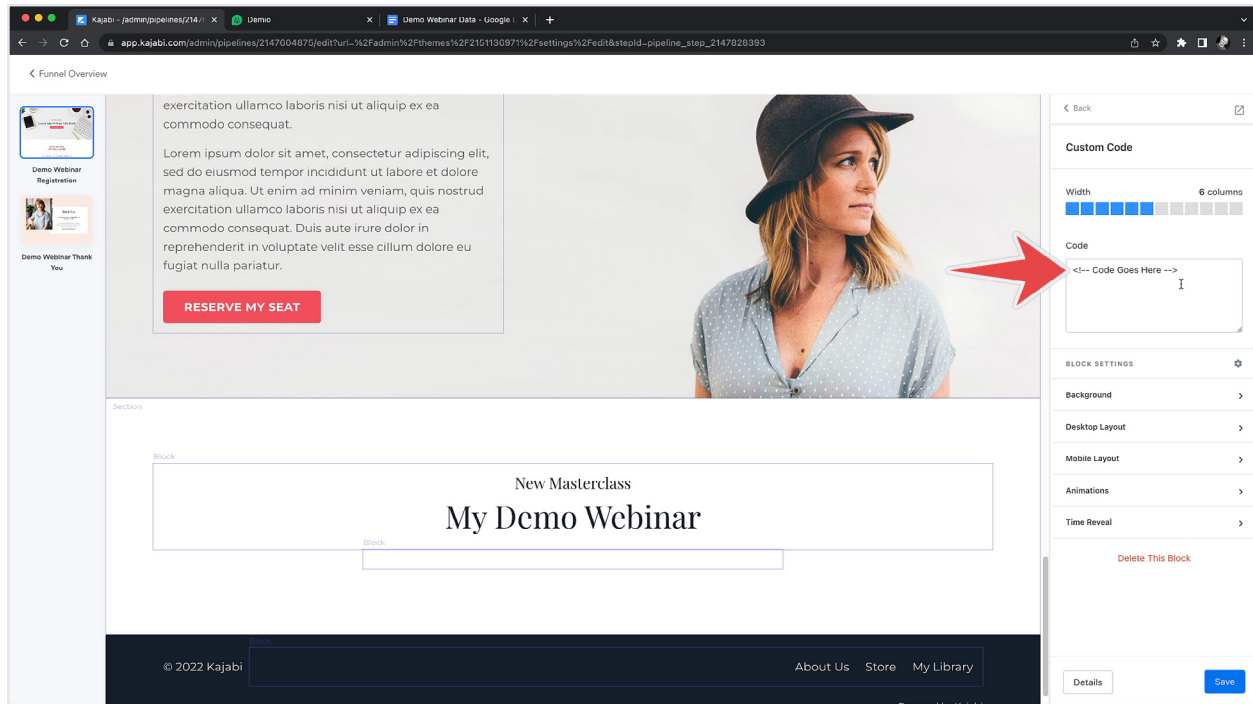 Kajabi - /admin/pipelines/2147
Demio
Demo Webinar Data - Google
app.kajabi.com/admin/pipelines/2147004875/edit?url=%2Fadmin%2Fthemes%2F2151130971%2Fsettings%2Fedit&stepId=pipeline_step_2147828393
Funnel Overview
Demo Webinar
Registration
Demo Webinar Thank
You
exercitation ullamco laboris nisi ut aliquip ex ea
commodo consequat.
Lorem ipsum dolor sit amet, consectetur adipiscing elit,
sed do eiusmod tempor incididunt ut labore et dolore
magna aliqua. Ut enim ad minim veniam, quis nostrud
exercitation ullamco laboris nisi ut aliquip ex ea
commodo consequat. Duis aute irure dolor in
reprehenderit in voluptate velit esse cillum dolore eu
fugiat nulla pariatur.
RESERVE MY SEAT
Section
Block
New Masterclass
My Demo Webinar
Block
Block
© 2022 Kajabi
About Us Store My Library
Back
Custom Code
Width 6 columns
Code
<!-- Code Goes Here -->
BLOCK SETTINGS
Background
Desktop Layout
Mobile Layout
Animations
Time Reveal
Delete This Block
Details
Save